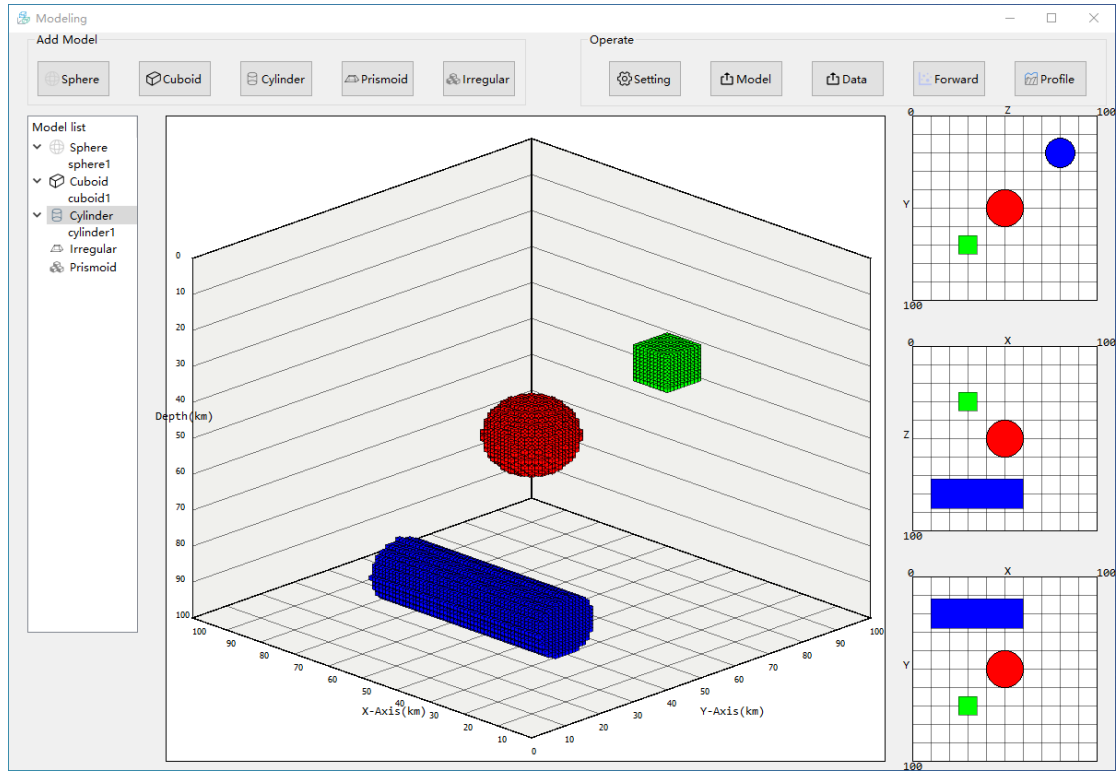 Modeling
Add Model
Operate
Sphere Cuboid Cylinder Prismoid Irregular Setting Model Data Forward Profile
Model list
Sphere
sphere1
Cuboid
cuboid1
Cylinder
cylinder1
Irregular
Prismoid
0
10
20
30
40
Depth(km)
50
60
70
80
90
100
100
90
80
70
60
50
40
30
20
10
0
X-Axis(km)
10
20
30
40
50
60
70
80
90
100
Y-Axis(km)
0 Z 100
Y
100
0 X 100
Z
100
0 X 100
Y
100